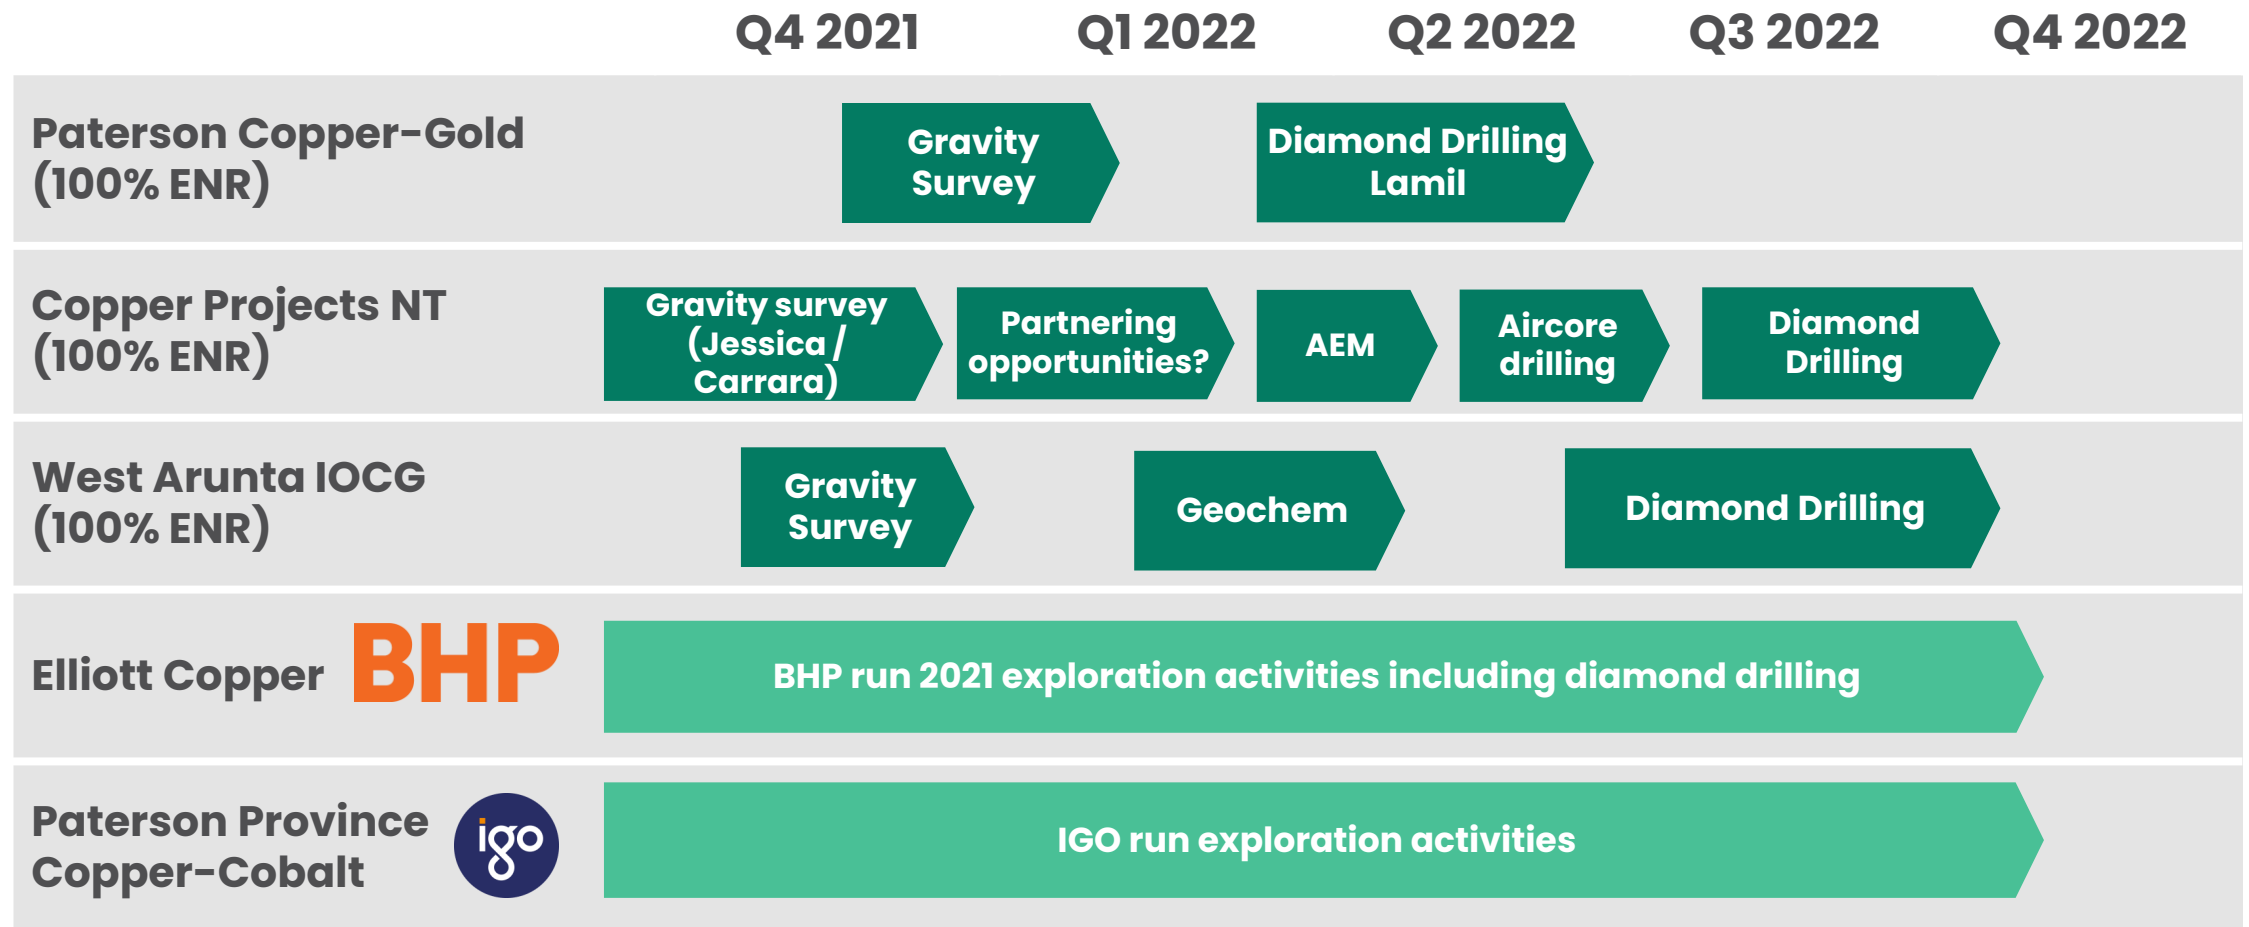 Q4 2021
Q1 2022
Q2 2022
Q3 2022
Q4 2022
Paterson Copper-Gold
(100% ENR)
Gravity
Survey
Diamond Drilling
Lamil
Copper Projects NT
(100% ENR)
Gravity survey
(Jessica /
Carrara)
Partnering
opportunities?
AEM
Aircore
drilling
Diamond
Drilling
West Arunta IOCG
(100% ENR)
Gravity
Survey
Geochem
Diamond Drilling
Elliott Copper
BHP
BHP run 2021 exploration activities including diamond drilling
Paterson Province
Copper-Cobalt
igo
IGO run exploration activities